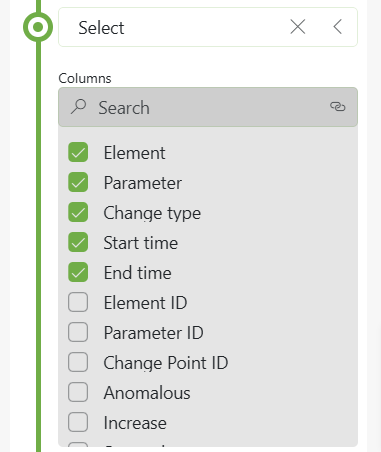 Select
Columns
Search
Element
Parameter
Change type
Start time
End time
Element ID
Parameter ID
Change Point ID
Anomalous
Increase